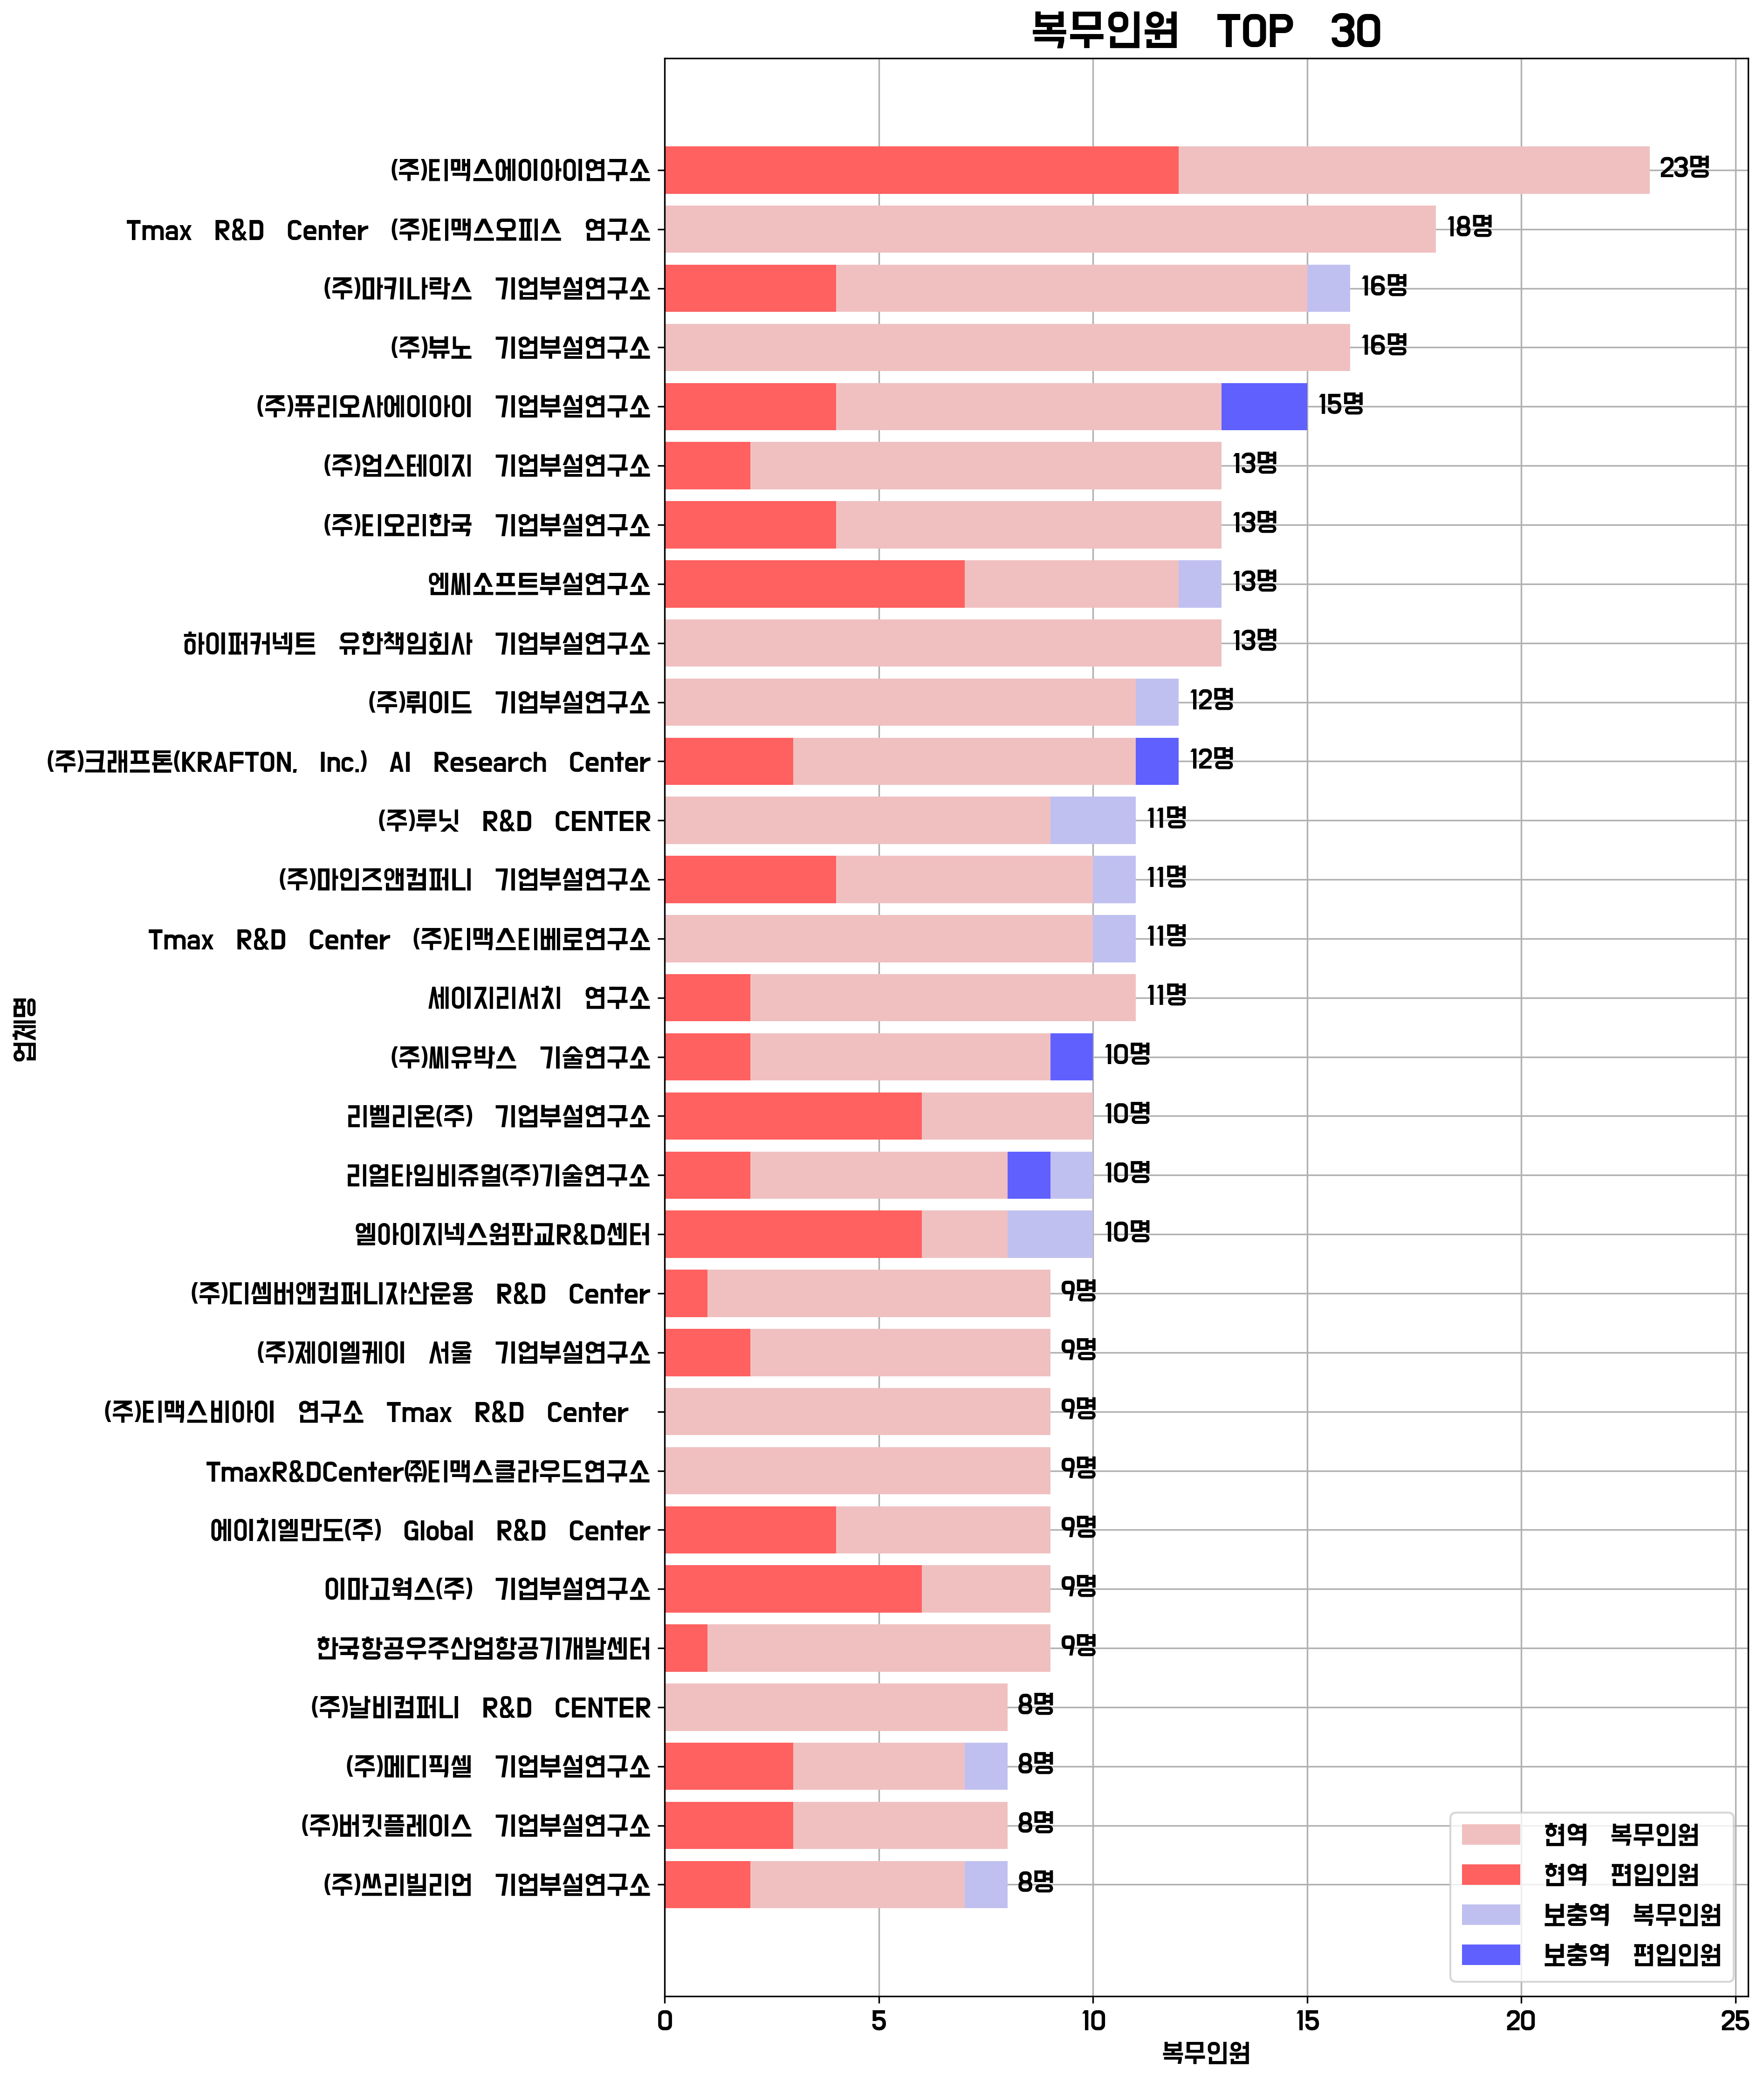 복무인원 TOP 30
(주)티맥스에이아이연구소
23명
Tmax R&D Center (주)티맥스오피스 연구소
18명
(주)마키나락스 기업부설연구소
16명
(주)뷰노 기업부설연구소
16명
(주)퓨리오사에이아이 기업부설연구소
15명
(주)업스테이지 기업부설연구소
13명
(주)티오리한국 기업부설연구소
13명
엔씨소프트부설연구소
13명
하이퍼커넥트 유한책임회사 기업부설연구소
13명
(주)뤼이드 기업부설연구소
12명
(주)크래프톤(KRAFTON, Inc.) AI Research Center
12명
(주)루닛 R&D CENTER
11명
(주)마인즈앤컴퍼니 기업부설연구소
11명
Tmax R&D Center (주)티맥스티베로연구소
11명
세이지리서치 연구소
11명
(주)씨유박스 기술연구소
10명
리벨리온(주) 기업부설연구소
10명
리얼타임비쥬얼(주)기술연구소
10명
엘아이지넥스원판교R&D센터
10명
(주)디셈버앤컴퍼니자산운용 R&D Center
9명
(주)제이엘케이 서울 기업부설연구소
9명
(주)티맥스비아이 연구소 Tmax R&D Center
9명
TmaxR&DCenter㈜티맥스클라우드연구소
9명
에이치엘만도(주) Global R&D Center
9명
이마고웍스(주) 기업부설연구소
9명
한국항공우주산업항공기개발센터
9명
(주)날비컴퍼니 R&D CENTER
8명
(주)메디픽셀 기업부설연구소
8명
(주)버킷플레이스 기업부설연구소
8명
(주)쓰리빌리언 기업부설연구소
8명
업체명
현역 복무인원
현역 편입인원
보충역 복무인원
보충역 편입인원
0 5 10 15 20 25
복무인원